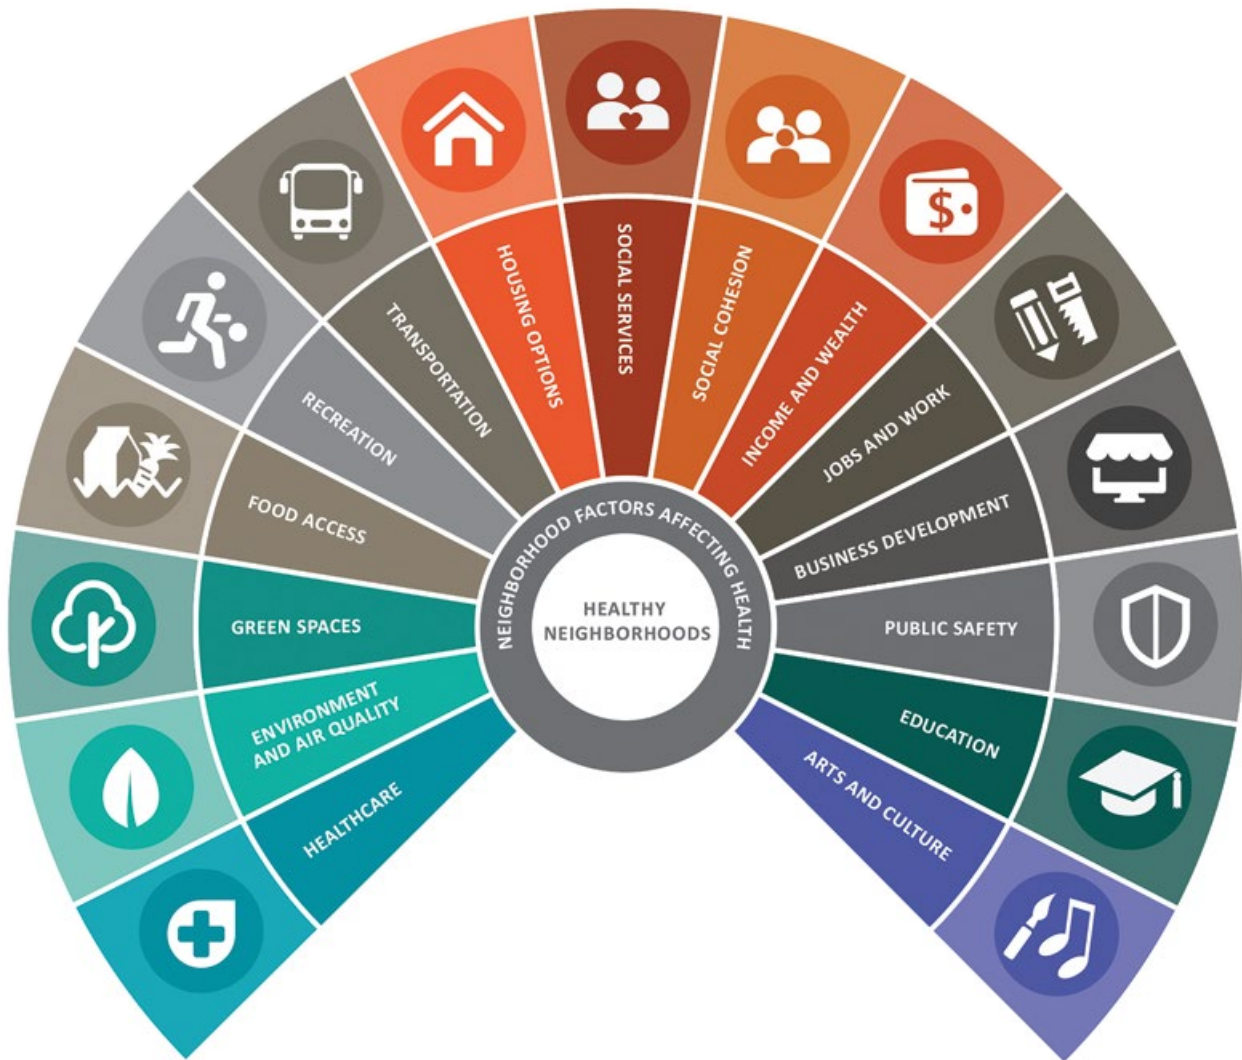 HEALTHCARE
ENVIRONMENT
AND AIR QUALITY
GREEN SPACES
FOOD ACCESS
RECREATION
TRANSPORTATION
HOUSING OPTIONS
SOCIAL SERVICES
SOCIAL COHESION
INCOME AND WEALTH
$
JOBS AND WORK
BUSINESS DEVELOPMENT
PUBLIC SAFETY
EDUCATION
ARTS AND CULTURE
NEIGHBORHOOD FACTORS AFFECTING HEALTH
HEALTHY
NEIGHBORHOODS